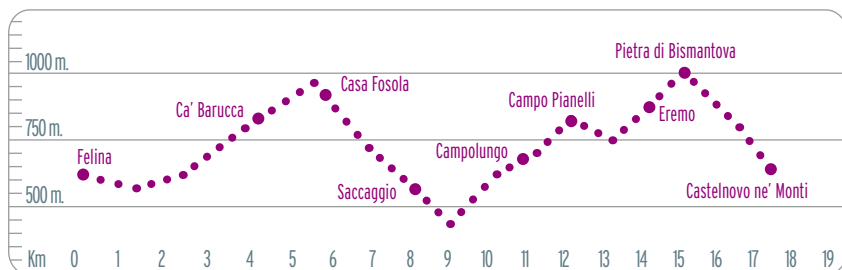 Pietra di Bismantova
1000 m.
Casa Fosola
Ca' Barucca
Campo Pianelli
Eremo
750 m.
Felina
Campolungo
Saccaggio
Castelnovo ne' Monti
500 m.
Km 0 1 2 3 4 5 6 7 8 9 10 11 12 13 14 15 16 17 18 19